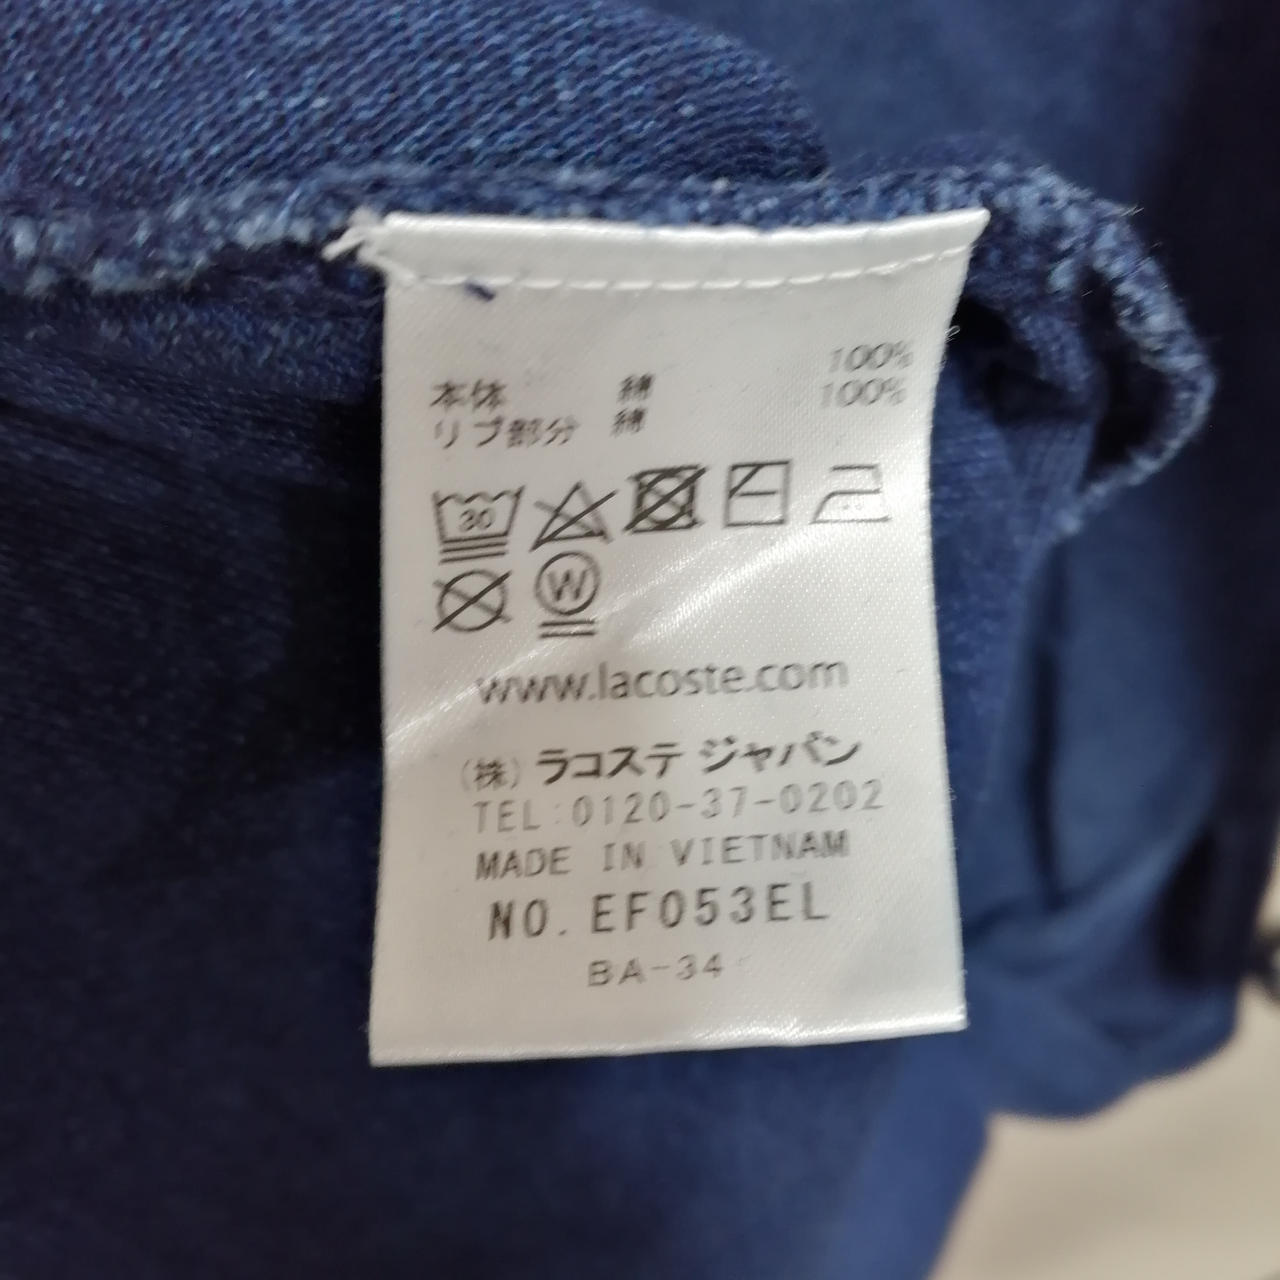 本体 綿 100%
リブ部分 綿 100%
30
W
www.lacoste.com
(株) ラコステ ジャパン
TEL:0120-37-0202
MADE IN VIETNAM
NO. EF053EL
BA-34